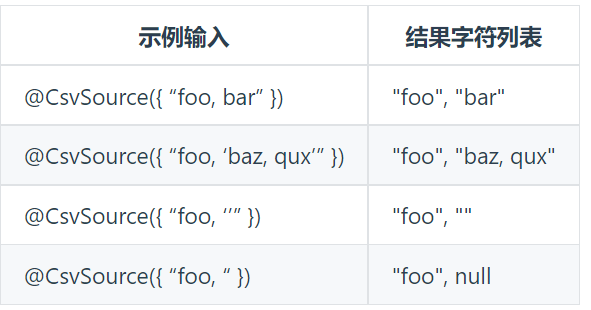 示例输入 结果字符列表
@CsvSource({ “foo, bar” }) "foo", "bar"
@CsvSource({ “foo, ‘baz, qux’” }) "foo", "baz, qux"
@CsvSource({ “foo, ‘’” }) "foo", ""
@CsvSource({ “foo, “ }) "foo", null